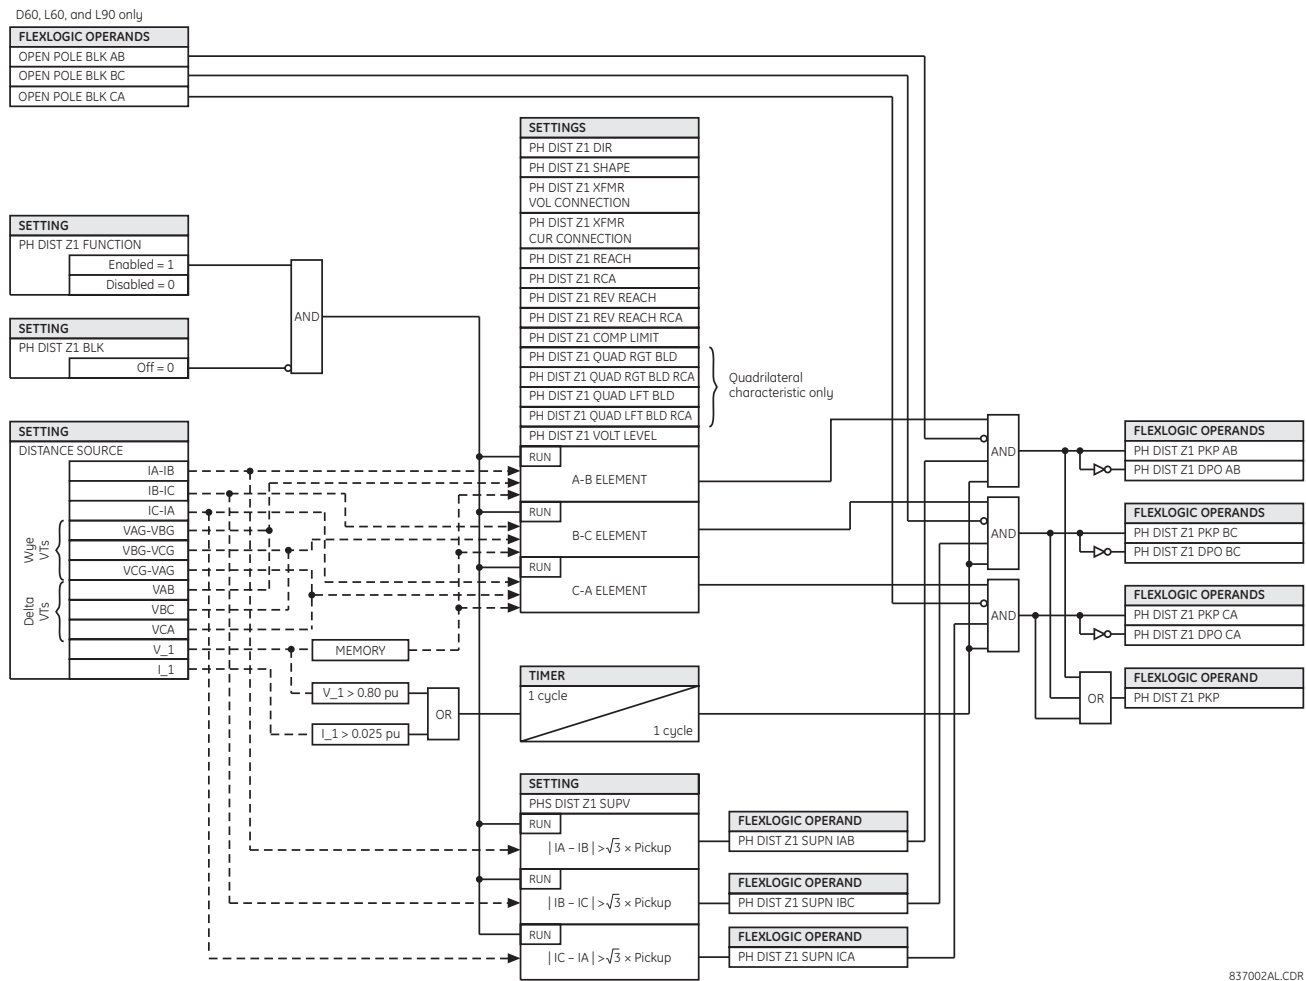 D60, L60, and L90 only
FLEXLOGIC OPERANDS
OPEN POLE BLK AB
OPEN POLE BLK BC
OPEN POLE BLK CA
SETTING
PH DIST Z1 FUNCTION
Enabled = 1
Disabled = 0
SETTING
PH DIST Z1 BLK
Off = 0
AND
SETTING
DISTANCE SOURCE
IA-IB
IB-IC
IC-IA
Wye
VTs
VAG-VBG
VBG-VCG
VCG-VAG
Delta
VTs
VAB
VBC
VCA
V_1
I_1
MEMORY
V_1 > 0.80 pu
I_1 > 0.025 pu
OR
SETTINGS
PH DIST Z1 DIR
PH DIST Z1 SHAPE
PH DIST Z1 XFMR
VOL CONNECTION
PH DIST Z1 XFMR
CUR CONNECTION
PH DIST Z1 REACH
PH DIST Z1 RCA
PH DIST Z1 REV REACH
PH DIST Z1 REV REACH RCA
PH DIST Z1 COMP LIMIT
PH DIST Z1 QUAD RGT BLD
PH DIST Z1 QUAD RGT BLD RCA
PH DIST Z1 QUAD LFT BLD
PH DIST Z1 QUAD LFT BLD RCA
Quadrilateral
characteristic only
PH DIST Z1 VOLT LEVEL
RUN
A-B ELEMENT
RUN
B-C ELEMENT
RUN
C-A ELEMENT
TIMER
1 cycle
1 cycle
SETTING
PHS DIST Z1 SUPV
RUN
| IA – IB | >√3 × Pickup
RUN
| IB – IC | >√3 × Pickup
RUN
| IC – IA | >√3 × Pickup
FLEXLOGIC OPERAND
PH DIST Z1 SUPN IAB
FLEXLOGIC OPERAND
PH DIST Z1 SUPN IBC
FLEXLOGIC OPERAND
PH DIST Z1 SUPN ICA
AND
AND
AND
OR
FLEXLOGIC OPERANDS
PH DIST Z1 PKP AB
PH DIST Z1 DPO AB
FLEXLOGIC OPERANDS
PH DIST Z1 PKP BC
PH DIST Z1 DPO BC
FLEXLOGIC OPERANDS
PH DIST Z1 PKP CA
PH DIST Z1 DPO CA
FLEXLOGIC OPERAND
PH DIST Z1 PKP
837002AL.CDR